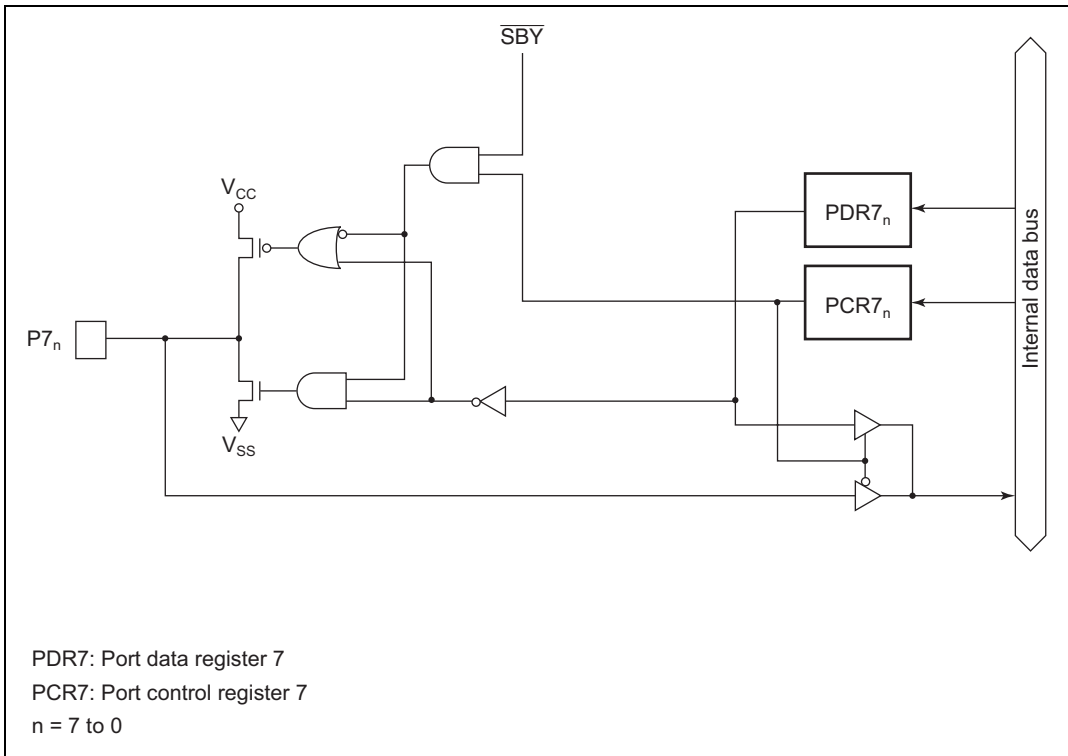 S̅B̅Y̅
VCC
PDR7n
PCR7n
Internal data bus
P7n
VSS
PDR7: Port data register 7
PCR7: Port control register 7
n = 7 to 0